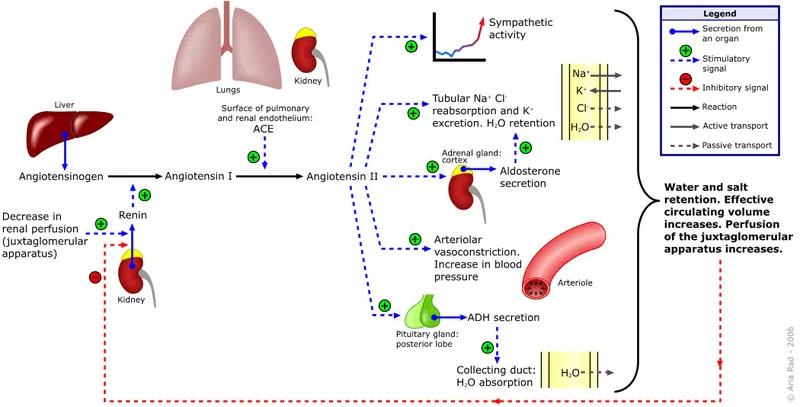 Sympathetic
activity
Legend
Secretion from
an organ
Stimulatory
signal
Inhibitory signal
Reaction
Active transport
Passive transport
Lungs
Kidney
Liver
Surface of pulmonary
and renal endothelium:
ACE
Tubular Na⁺ Cl⁻
reabsorption and K⁺
excretion. H₂O retention
Na⁺
K⁺
Cl⁻
H₂O
Adrenal gland:
cortex
Aldosterone
secretion
Angiotensinogen
Angiotensin I
Angiotensin II
Decrease in
renal perfusion
(juxtaglomerular
apparatus)
Renin
Kidney
Arteriolar
vasoconstriction.
Increase in blood
pressure
Arteriole
Water and salt
retention. Effective
circulating volume
increases. Perfusion
of the juxtaglomerular
apparatus increases.
Pituitary gland:
posterior lobe
ADH secretion
Collecting duct:
H₂O absorption
H₂O
© Aria Rad - 2006